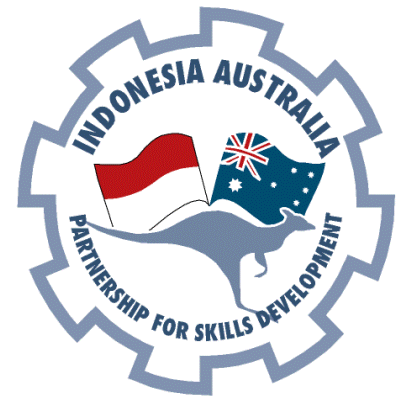 INDONESIA AUSTRALIA
PARTNERSHIP FOR SKILLS DEVELOPMENT